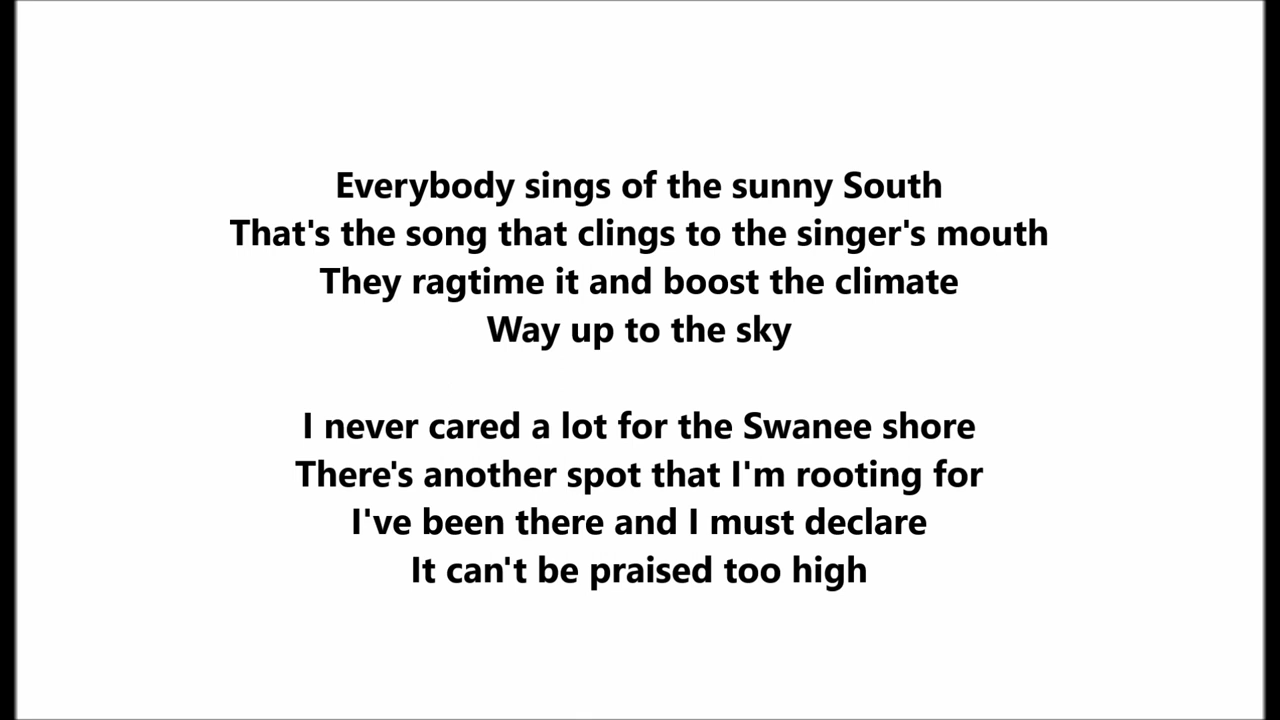 Everybody sings of the sunny South
That's the song that clings to the singer's mouth
They ragtime it and boost the climate
Way up to the sky
I never cared a lot for the Swanee shore
There's another spot that I'm rooting for
I've been there and I must declare
It can't be praised too high